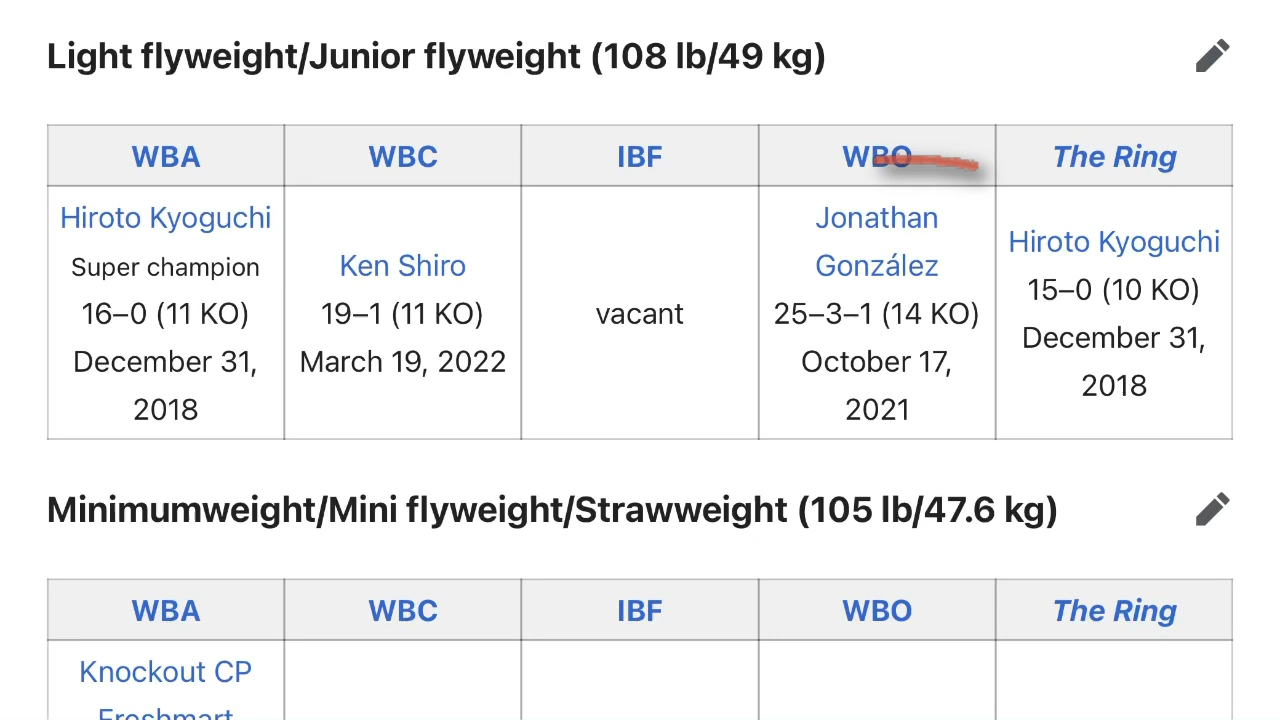 Light flyweight/Junior flyweight (108 lb/49 kg)
WBA WBC IBF WBO The Ring
Hiroto Kyoguchi
Super champion
16–0 (11 KO)
December 31,
2018
Ken Shiro
19–1 (11 KO)
March 19, 2022
vacant
Jonathan
González
25–3–1 (14 KO)
October 17,
2021
Hiroto Kyoguchi
15–0 (10 KO)
December 31,
2018
Minimumweight/Mini flyweight/Strawweight (105 lb/47.6 kg)
WBA WBC IBF WBO The Ring
Knockout CP
Freshmart